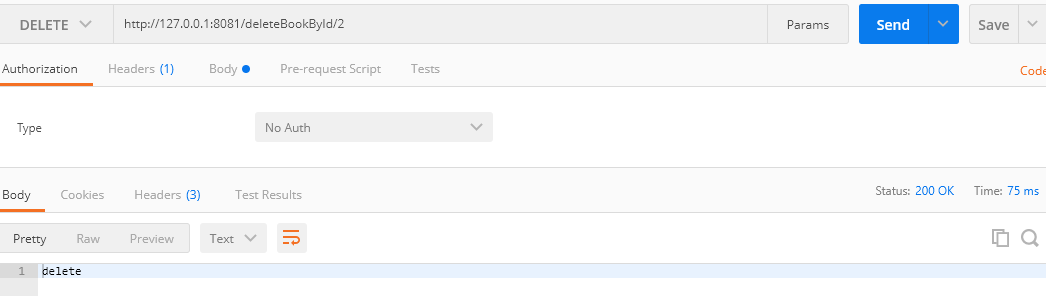 DELETE http://127.0.0.1:8081/deleteBookById/2 Params Send Save
Authorization Headers (1) Body Pre-request Script Tests Code
Type No Auth
Body Cookies Headers (3) Test Results Status: 200 OK Time: 75 ms
Pretty Raw Preview Text
1 delete